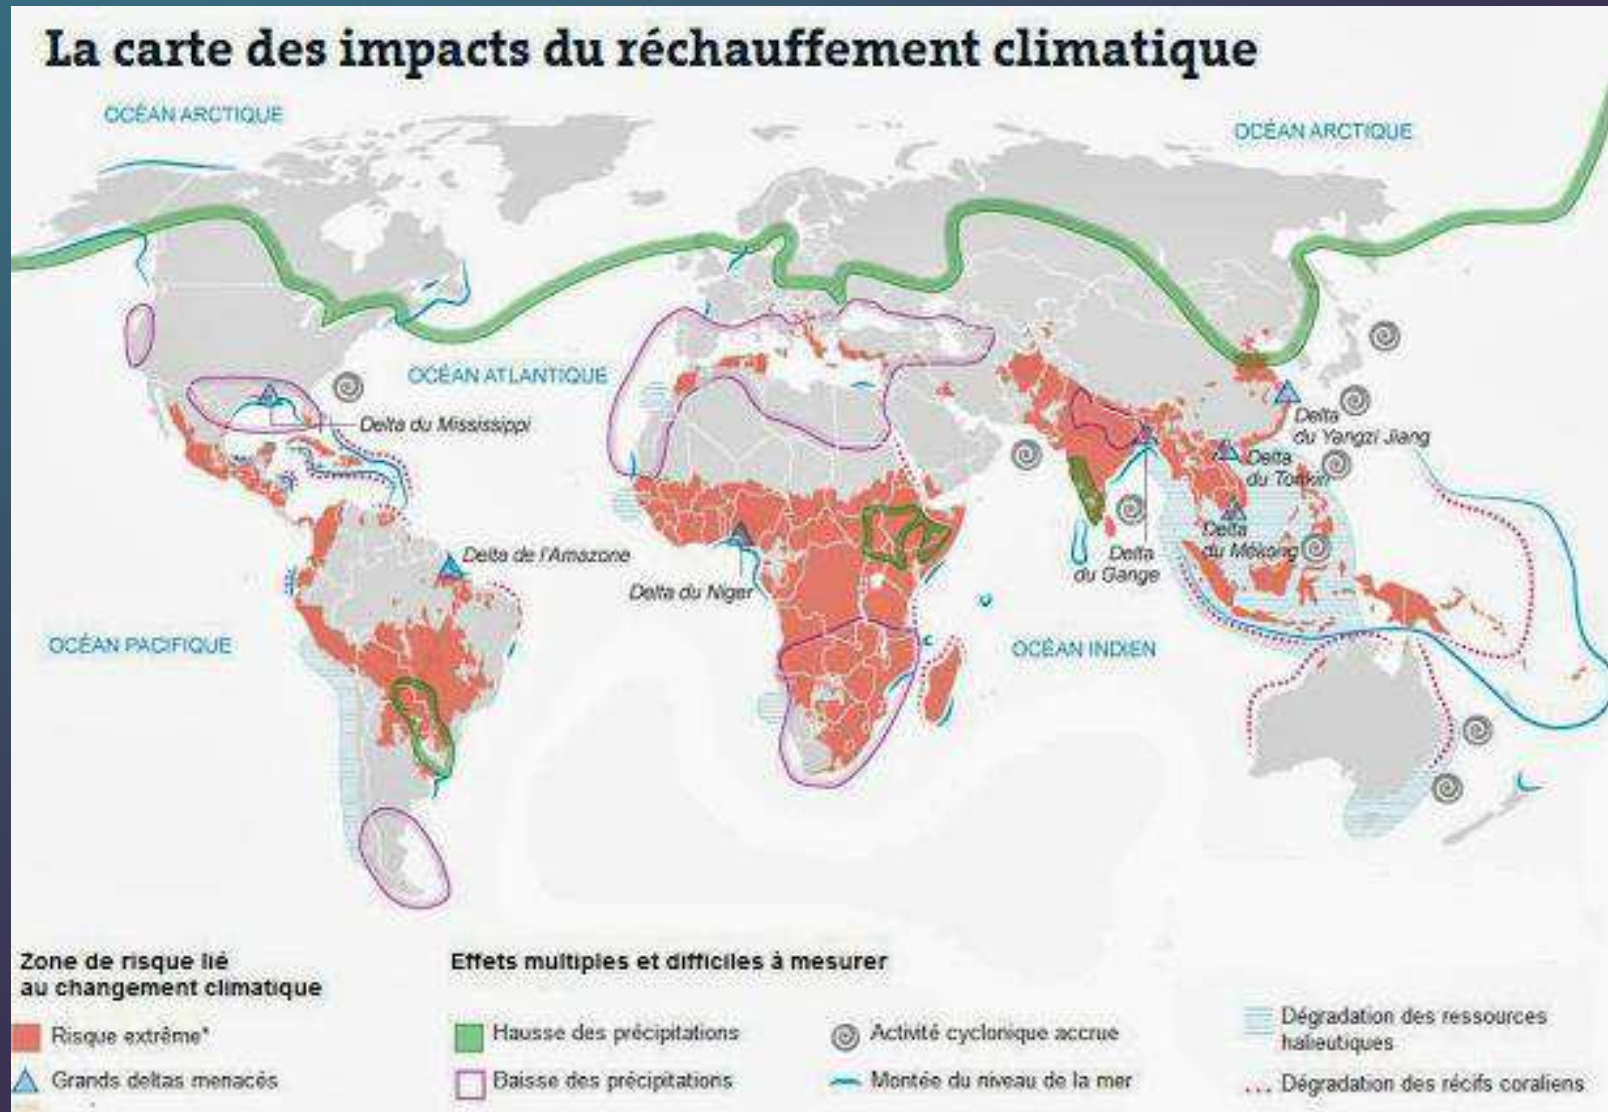 La carte des impacts du réchauffement climatique
OCÉAN ARCTIQUE
OCÉAN ARCTIQUE
OCÉAN ATLANTIQUE
Delta du Mississippi
Delta
du Yangzi Jiang
Delta
du Tonkin
Delta
du Mékong
Delta
du Gange
Delta de l'Amazone
Delta du Niger
OCÉAN PACIFIQUE
OCÉAN INDIEN
Zone de risque lié
au changement climatique
Risque extrême*
Grands deltas menacés
Effets multiples et difficiles à mesurer
Hausse des précipitations
Baisse des précipitations
Activité cyclonique accrue
Montée du niveau de la mer
Dégradation des ressources
halieutiques
Dégradation des récifs coraliens